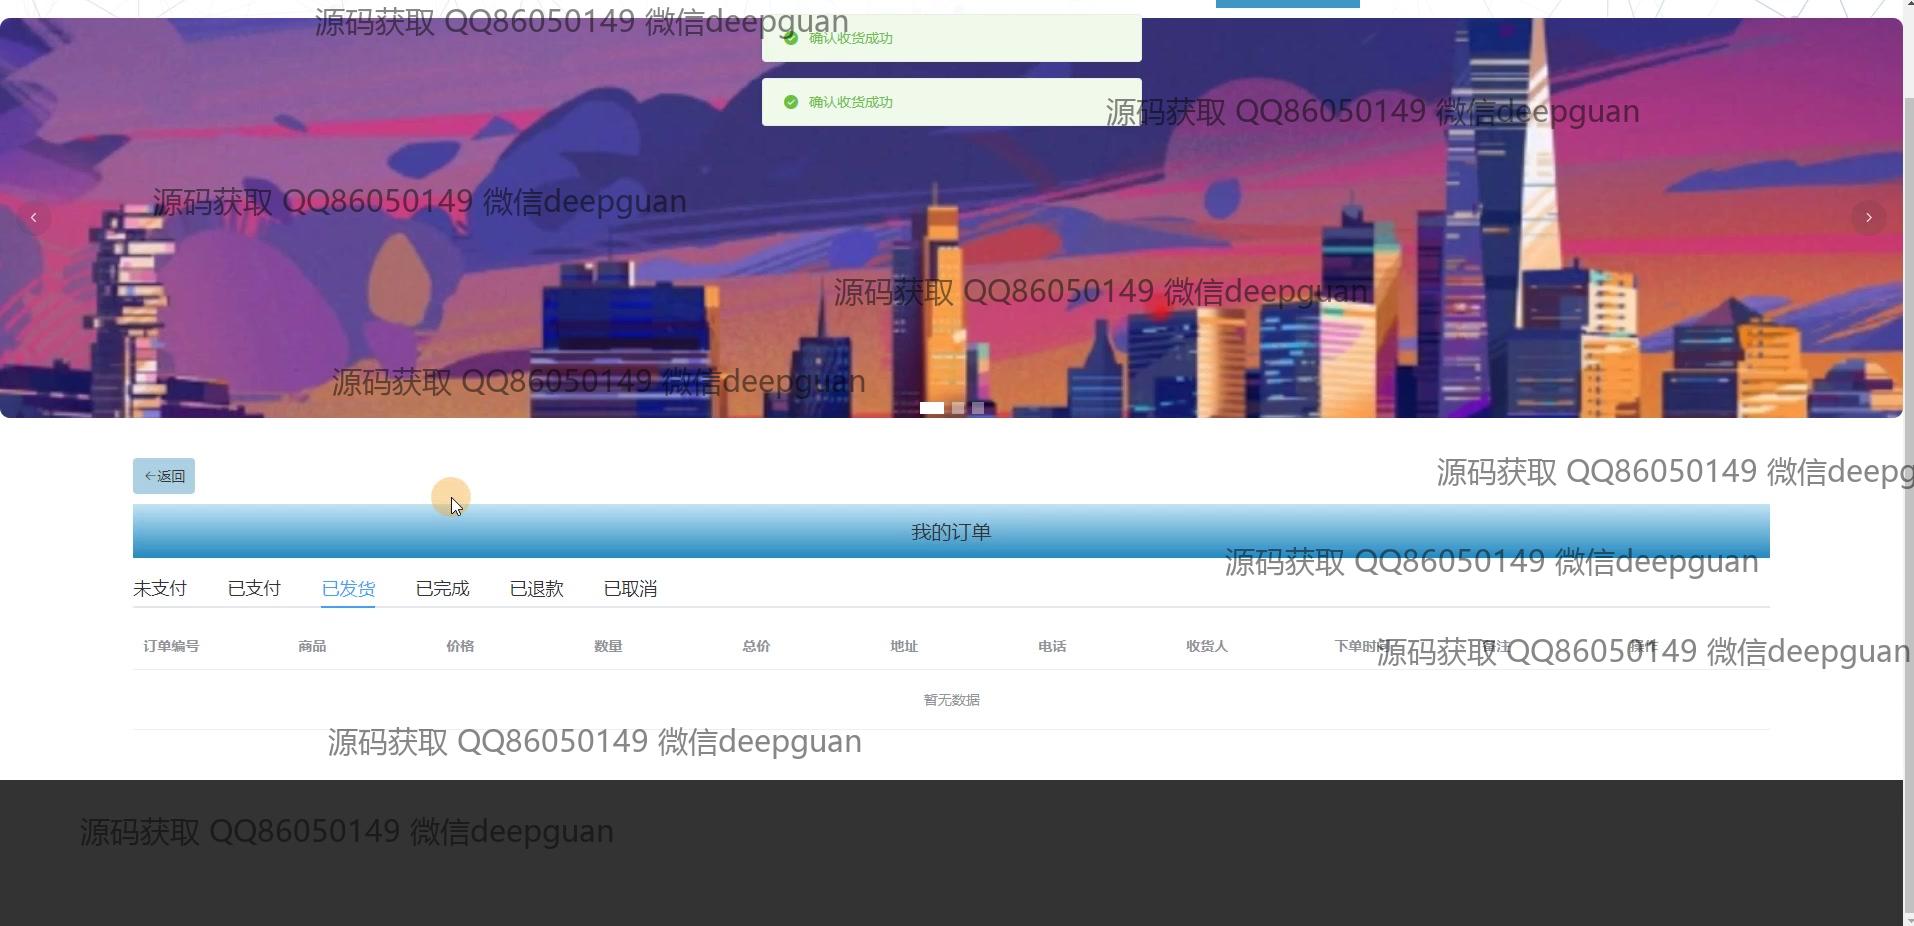 源码获取 QQ86050149 微信deepguan
确认收货成功
确认收货成功
源码获取 QQ86050149 微信deepguan
源码获取 QQ86050149 微信deepguan
源码获取 QQ86050149 微信deepguan
源码获取 QQ86050149 微信deepguan
源码获取 QQ86050149 微信deepg
←返回
我的订单
源码获取 QQ86050149 微信deepguan
未支付 已支付 已发货 已完成 已退款 已取消
订单编号 商品 价格 数量 总价 地址 电话 收货人 下单时间 备注 操作
源码获取 QQ86050149 微信deepguan
暂无数据
源码获取 QQ86050149 微信deepguan
源码获取 QQ86050149 微信deepguan